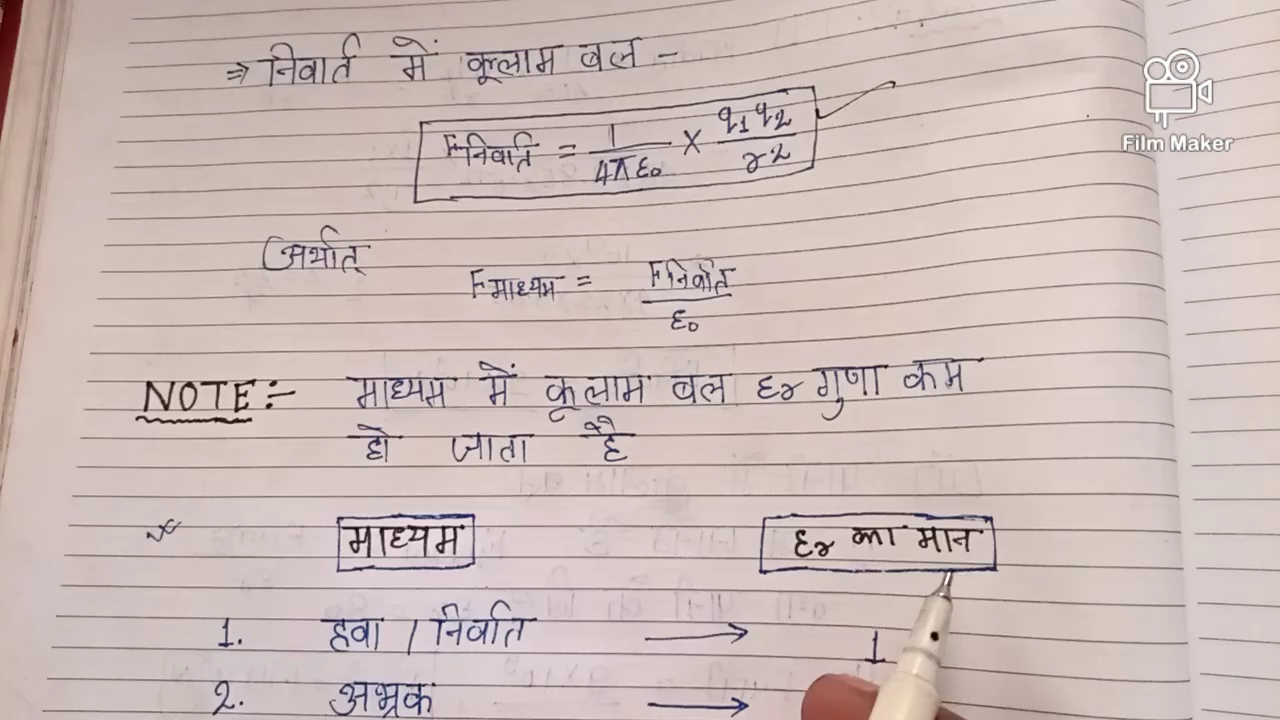 ⇒ निवार्त में कूलाम बल -
Fनिवार्त = 1/4πε₀ × q1q2/r2
Film Maker
अर्थात्
Fमाध्यम = Fनिर्वात/ε₀
NOTE:- माध्यम में कूलाम बल εr गुणा कम
हो जाता है
माध्यम εr का मान
1. हवा / निर्वात → 1
2. अभ्रक →